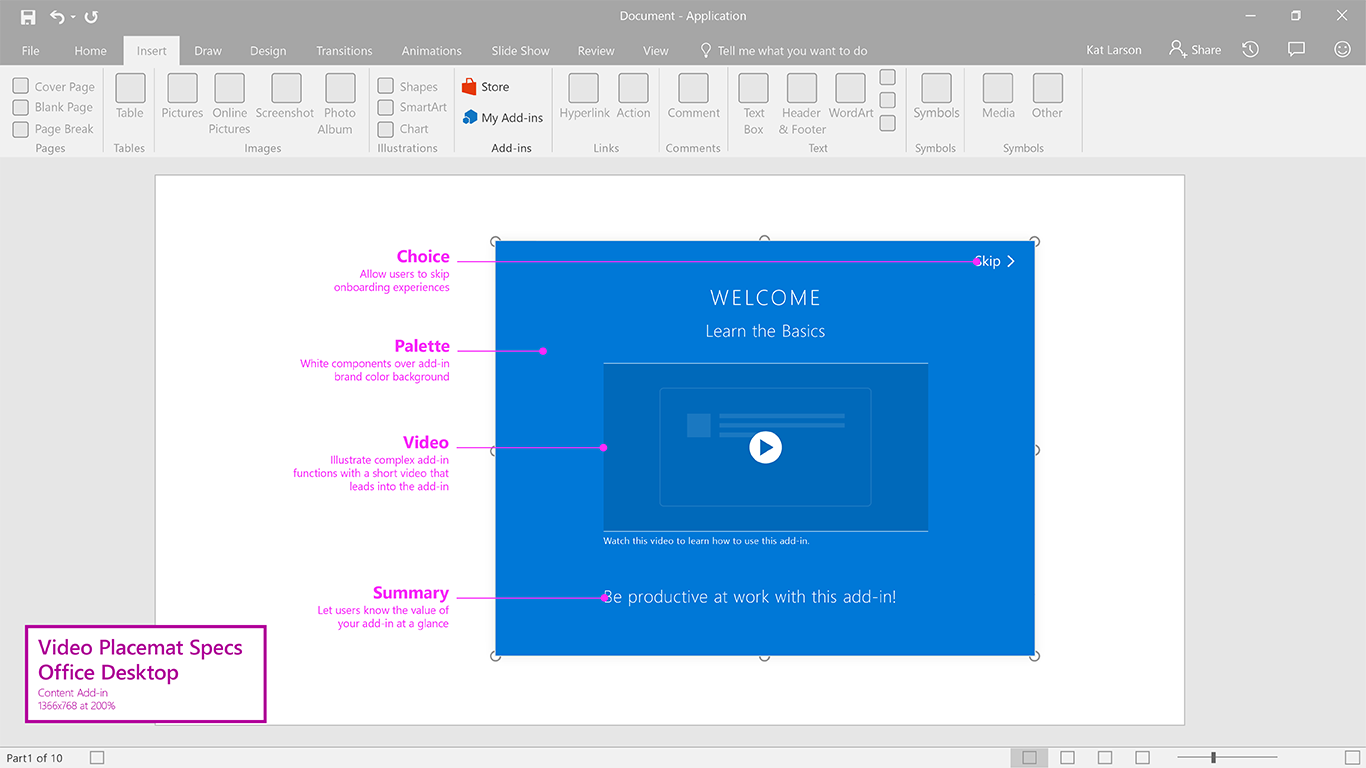 Document - Application
File Home Insert Draw Design Transitions Animations Slide Show Review View Tell me what you want to do Kat Larson Share
Cover Page
Blank Page
Page Break
Pages
Table
Tables
Pictures
Online
Pictures
Screenshot
Photo
Album
Images
Shapes
SmartArt
Chart
Illustrations
Store
My Add-ins
Add-ins
Hyperlink
Action
Links
Comment
Comments
Text
Box
Header
& Footer
WordArt
Text
Symbols
Symbols
Media
Other
Symbols
Choice
Allow users to skip
onboarding experiences
Skip
WELCOME
Learn the Basics
Palette
White components over add-in
brand color background
Video
Illustrate complex add-in
functions with a short video that
leads into the add-in
Watch this video to learn how to use this add-in.
Summary
Let users know the value of
your add-in at a glance
Be productive at work with this add-in!
Video Placemat Specs
Office Desktop
Content Add-in
1366x768 at 200%
Part1 of 10